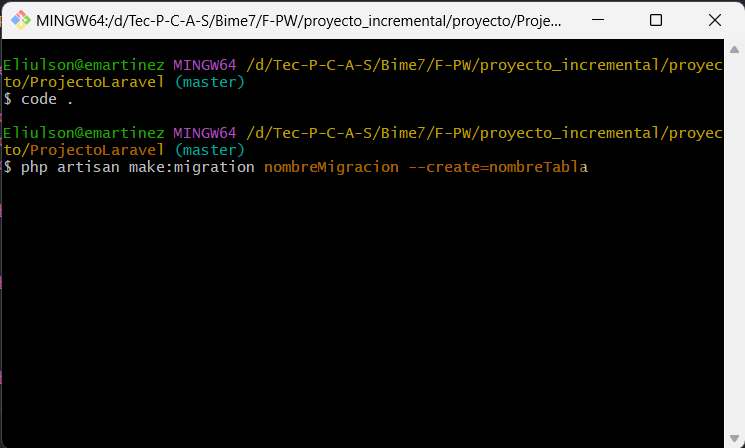 MINGW64:/d/Tec-P-C-A-S/Bime7/F-PW/proyecto_incremental/proyecto/Proje...
Eliulson@emartinez MINGW64 /d/Tec-P-C-A-S/Bime7/F-PW/proyecto_incremental/proyec
to/ProjectoLaravel (master)
$ code .
Eliulson@emartinez MINGW64 /d/Tec-P-C-A-S/Bime7/F-PW/proyecto_incremental/proyec
to/ProjectoLaravel (master)
$ php artisan make:migration nombreMigracion --create=nombreTabla